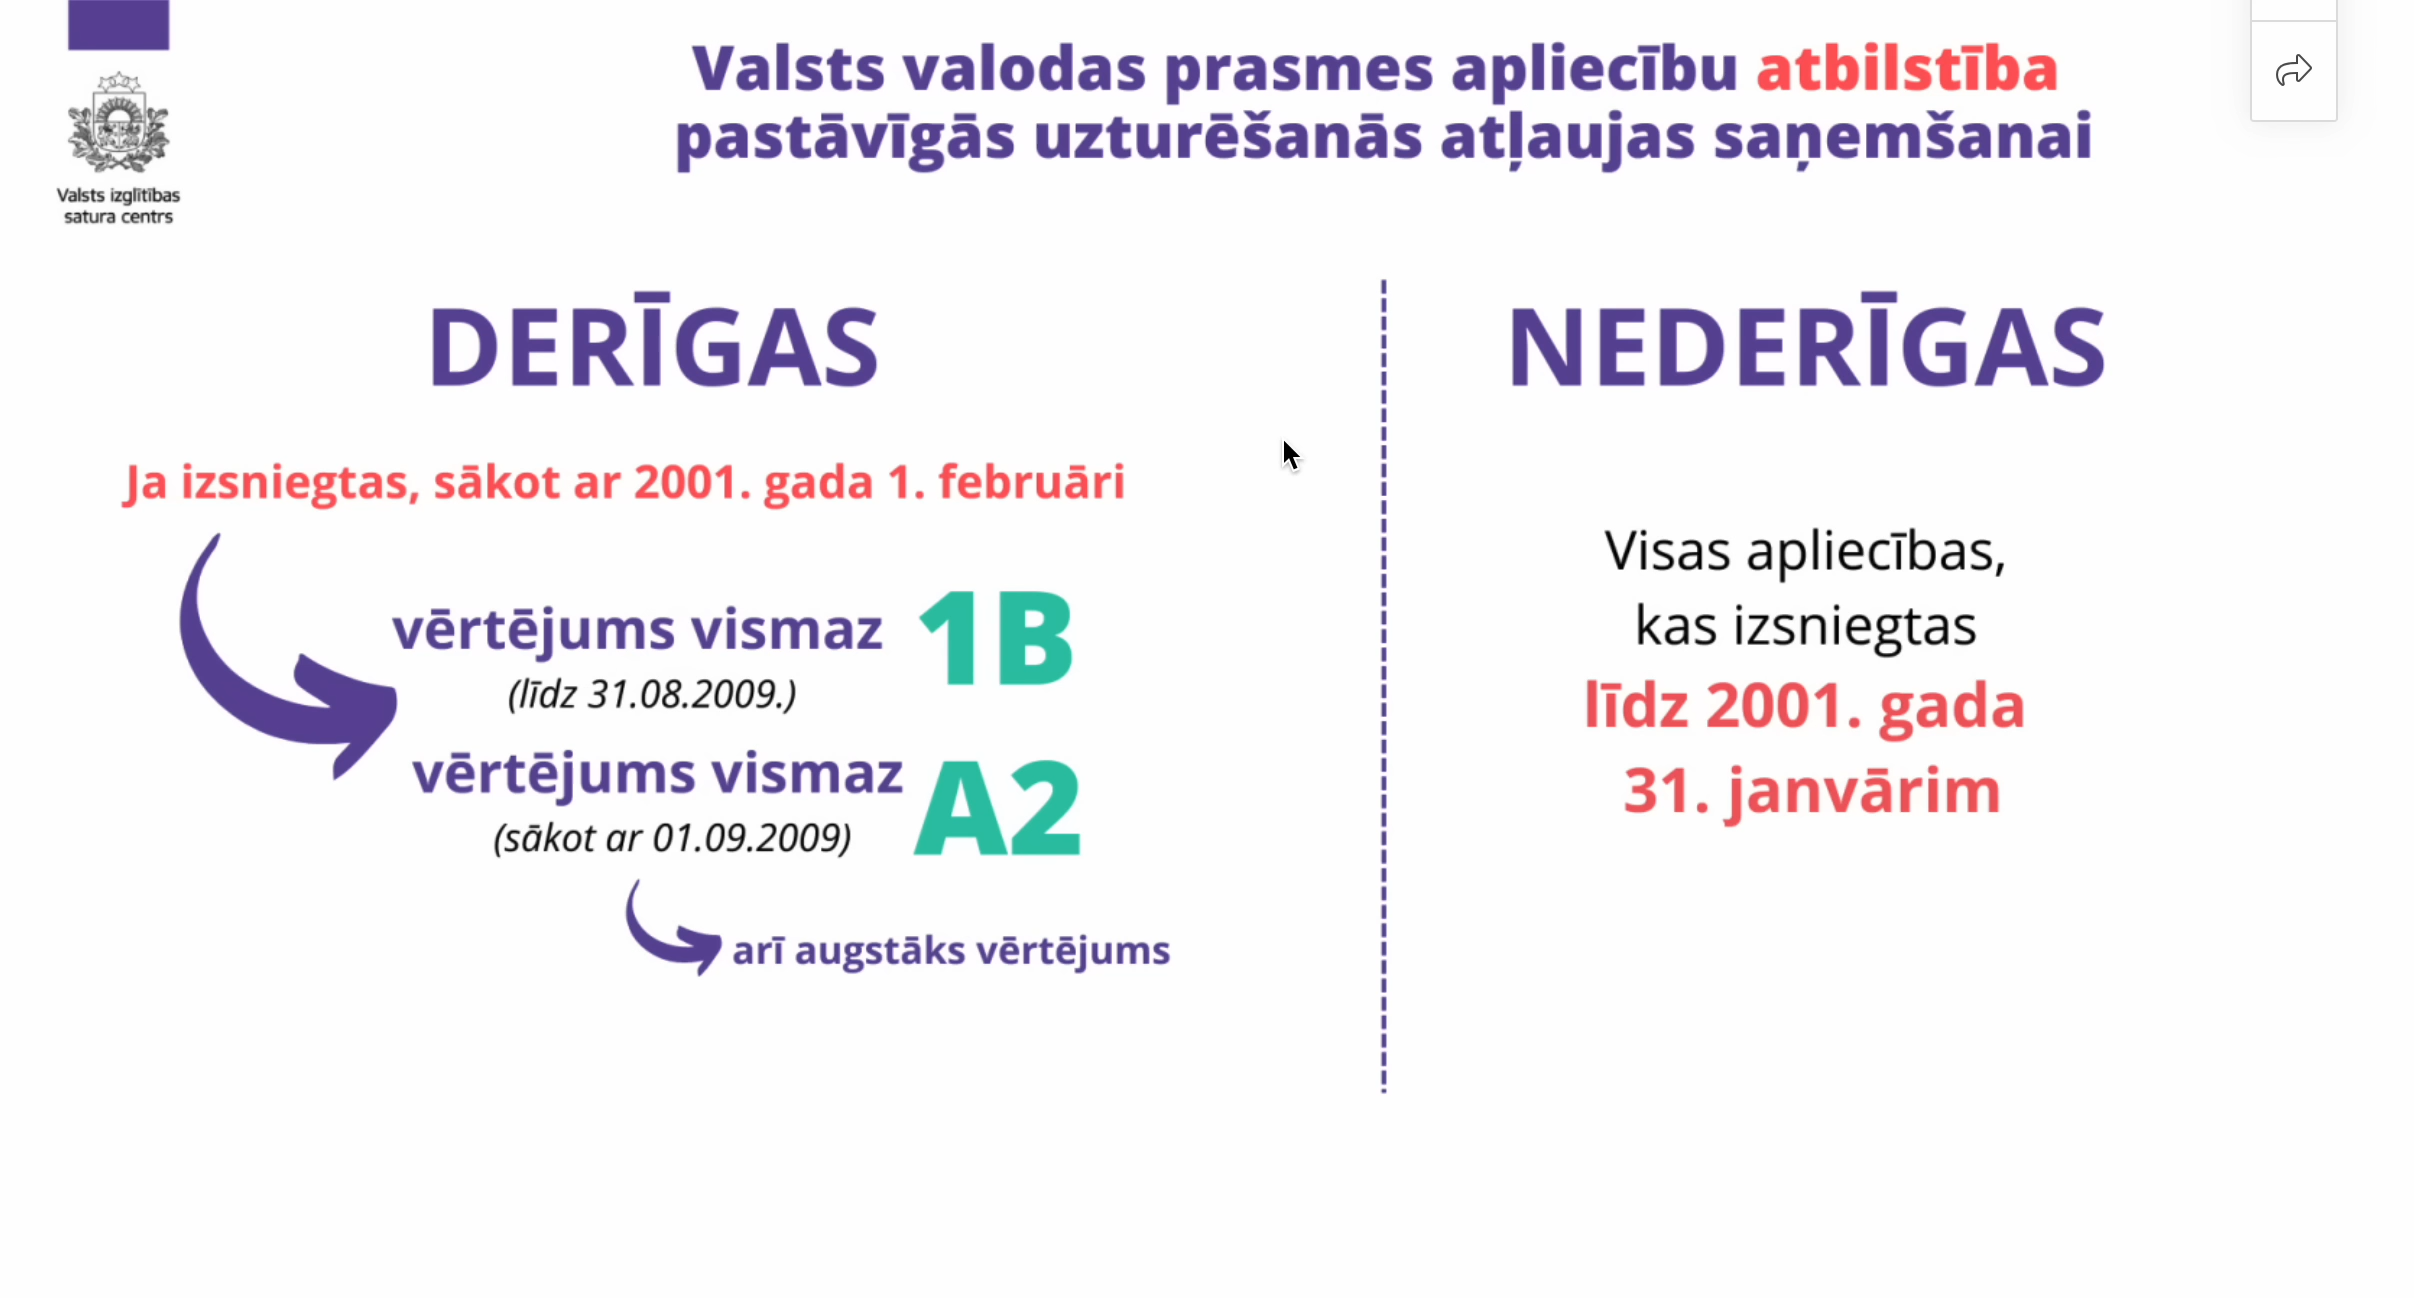 Valsts valodas prasmes apliecību atbilstība
pastāvīgās uzturēšanās atļaujas saņemšanai
Valsts izglītības
satura centrs
DERĪGAS
Ja izsniegtas, sākot ar 2001. gada 1. februāri
vērtējums vismaz 1B
(līdz 31.08.2009.)
vērtējums vismaz A2
(sākot ar 01.09.2009)
arī augstāks vērtējums
NEDERĪGAS
Visas apliecības,
kas izsniegtas
līdz 2001. gada
31. janvārim